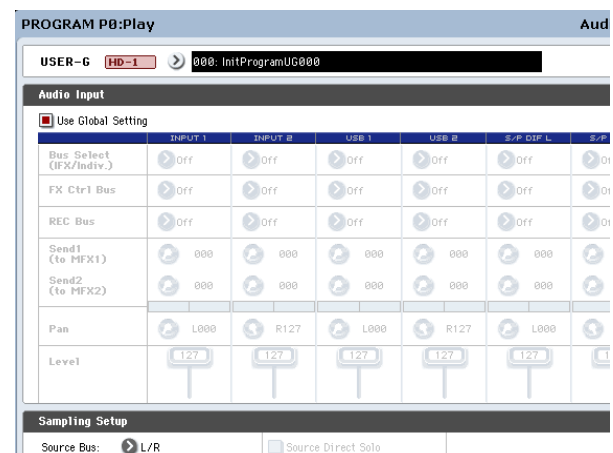 PROGRAM P0:Play Aud
USER-G HD-1 000: InitProgramUG000
Audio Input
Use Global Setting
INPUT 1 INPUT 2 USB 1 USB 2 S/P DIF L S/P
Bus Select
(IFX/Indiv.) Off Off Off Off Off
FX Ctrl Bus Off Off Off Off Off
REC Bus Off Off Off Off Off
Send1
(to MFX1) 000 000 000 000 000
Send2
(to MFX2) 000 000 000 000 000
Pan L000 R127 L000 R127 L000
Level 127 127 127 127 127
Sampling Setup
Source Bus: L/R Source Direct Solo